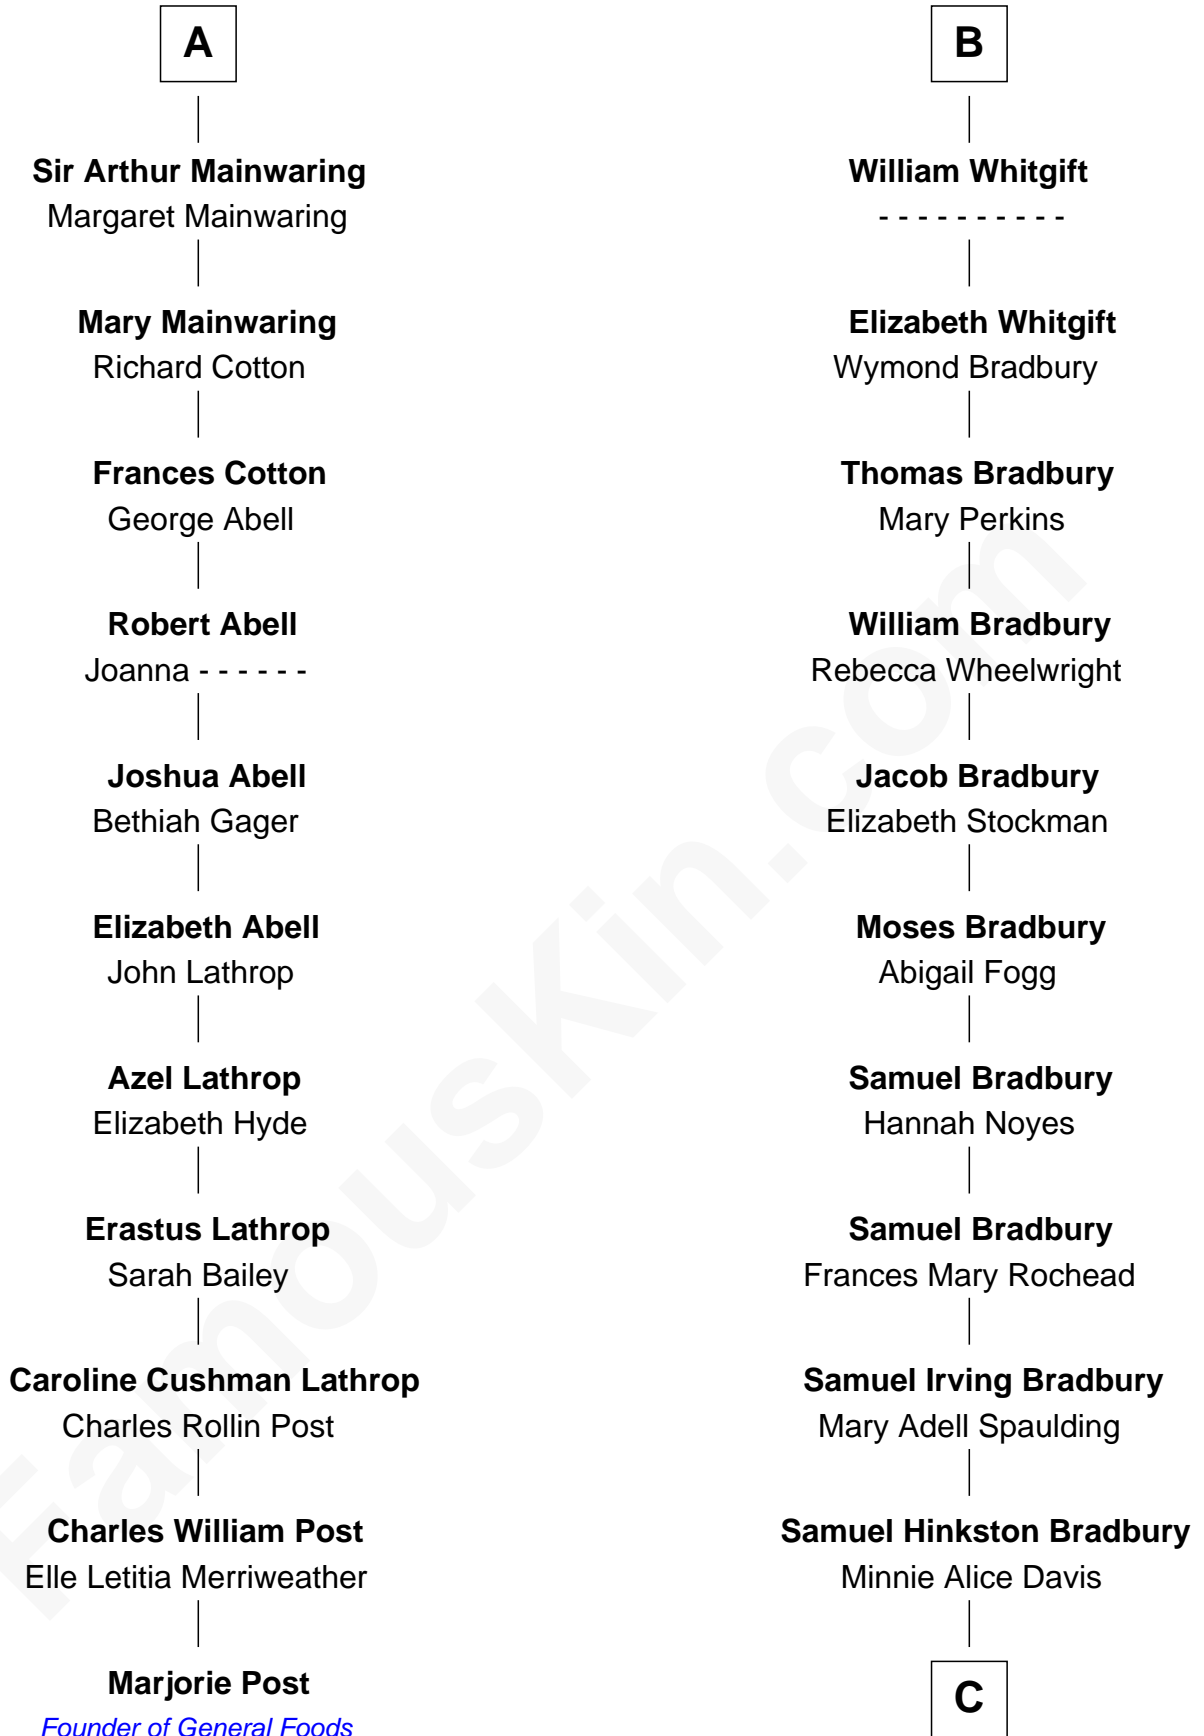 A
Sir Arthur Mainwaring
Margaret Mainwaring
Mary Mainwaring
Richard Cotton
Frances Cotton
George Abell
Robert Abell
Joanna - - - - - -
Joshua Abell
Bethiah Gager
Elizabeth Abell
John Lathrop
Azel Lathrop
Elizabeth Hyde
Erastus Lathrop
Sarah Bailey
Caroline Cushman Lathrop
Charles Rollin Post
Charles William Post
Elle Letitia Merriweather
Marjorie Post
Founder of General Foods
B
William Whitgift
- - - - - - - - - -
Elizabeth Whitgift
Wymond Bradbury
Thomas Bradbury
Mary Perkins
William Bradbury
Rebecca Wheelwright
Jacob Bradbury
Elizabeth Stockman
Moses Bradbury
Abigail Fogg
Samuel Bradbury
Hannah Noyes
Samuel Bradbury
Frances Mary Rochead
Samuel Irving Bradbury
Mary Adell Spaulding
Samuel Hinkston Bradbury
Minnie Alice Davis
C
FamousKin.com